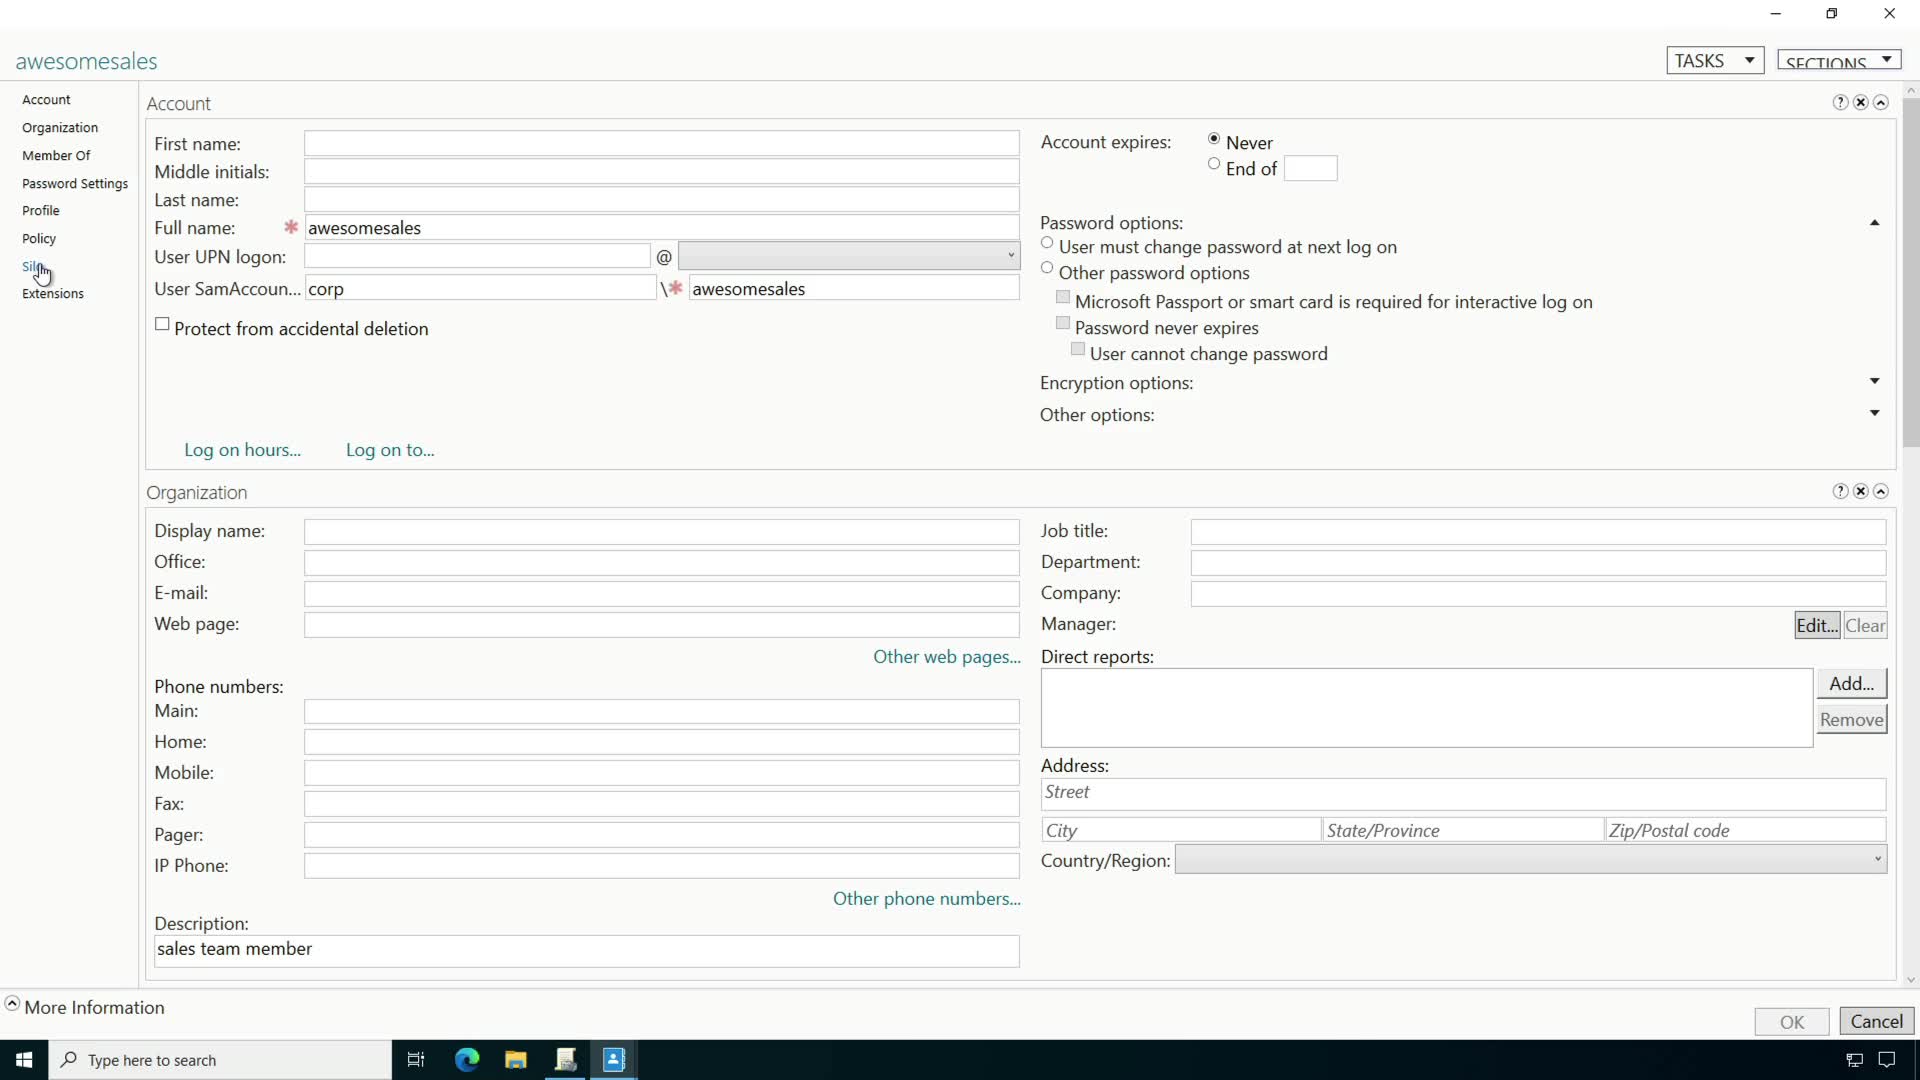 awesomesales
TASKS
SECTIONS
Account
Organization
Member Of
Password Settings
Profile
Policy
Silo
Extensions
Account
First name:
Middle initials:
Last name:
Full name: * awesomesales
User UPN logon: @
User SamAccoun... corp \* awesomesales
Protect from accidental deletion
Log on hours... Log on to...
Account expires: Never
End of
Password options:
User must change password at next log on
Other password options
Microsoft Passport or smart card is required for interactive log on
Password never expires
User cannot change password
Encryption options:
Other options:
Organization
Display name:
Office:
E-mail:
Web page:
Other web pages...
Phone numbers:
Main:
Home:
Mobile:
Fax:
Pager:
IP Phone:
Other phone numbers...
Description:
sales team member
Job title:
Department:
Company:
Manager: Edit... Clear
Direct reports:
Add...
Remove
Address:
Street
City State/Province Zip/Postal code
Country/Region:
More Information
OK Cancel
Type here to search